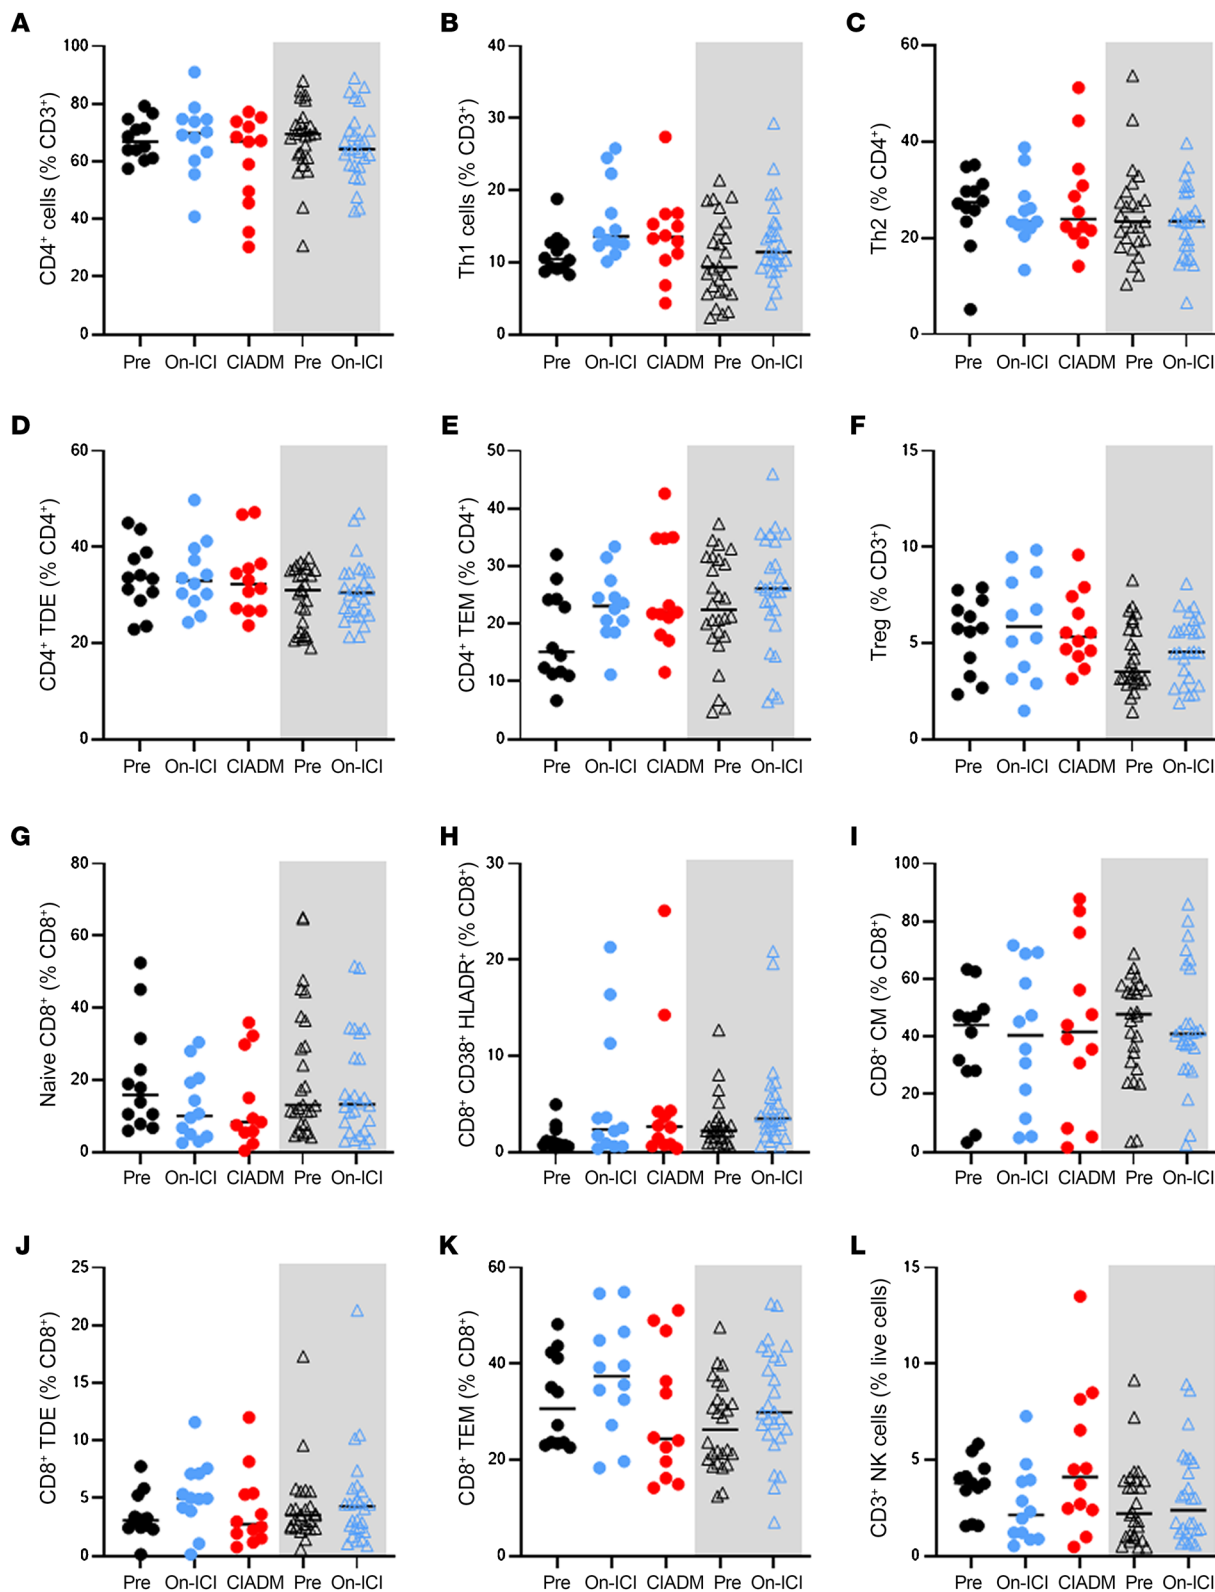 A
B
C
CD4⁺ cells (% CD3⁺)
100
80
60
40
20
0
Pre On-ICI CIADM Pre On-ICI
Th1 cells (% CD3⁺)
40
30
20
10
0
Pre On-ICI CIADM Pre On-ICI
Th2 (% CD4⁺)
60
40
20
0
Pre On-ICI CIADM Pre On-ICI
D
E
F
CD4⁺ TDE (% CD4⁺)
60
40
20
0
Pre On-ICI CIADM Pre On-ICI
CD4⁺ TEM (% CD4⁺)
50
40
30
20
10
0
Pre On-ICI CIADM Pre On-ICI
Treg (% CD3⁺)
15
10
5
0
Pre On-ICI CIADM Pre On-ICI
G
H
I
Naive CD8⁺ (% CD8⁺)
80
60
40
20
0
Pre On-ICI CIADM Pre On-ICI
CD8⁺ CD38⁺ HLADR⁺ (% CD8⁺)
30
20
10
0
Pre On-ICI CIADM Pre On-ICI
CD8⁺ CM (% CD8⁺)
100
80
60
40
20
0
Pre On-ICI CIADM Pre On-ICI
J
K
L
CD8⁺ TDE (% CD8⁺)
25
20
15
10
5
0
Pre On-ICI CIADM Pre On-ICI
CD8⁺ TEM (% CD8⁺)
60
40
20
0
Pre On-ICI CIADM Pre On-ICI
CD3⁺ NK cells (% live cells)
15
10
5
0
Pre On-ICI CIADM Pre On-ICI